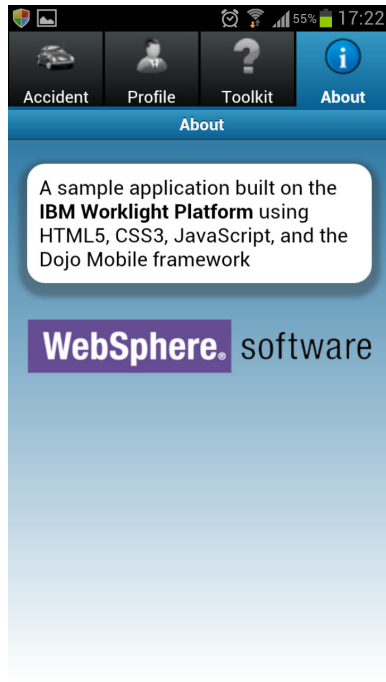 55% 17:22
Accident Profile Toolkit About
About
A sample application built on the
IBM Worklight Platform using
HTML5, CSS3, JavaScript, and the
Dojo Mobile framework
WebSphere® software